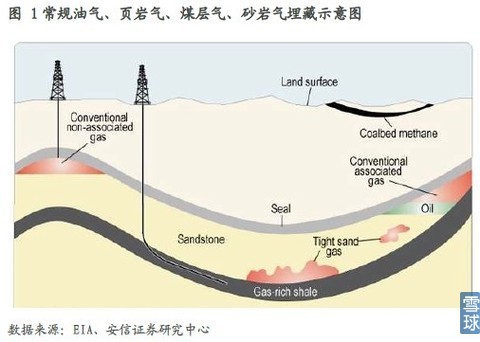 图 1 常规油气、页岩气、煤层气、砂岩气埋藏示意图
Land surface
Conventional
non-associated
gas
Coalbed methane
Conventional
associated
gas
Seal
Oil
Sandstone
Tight sand
gas
Gas-rich shale
雪
球
数据来源：EIA、安信证券研究中心